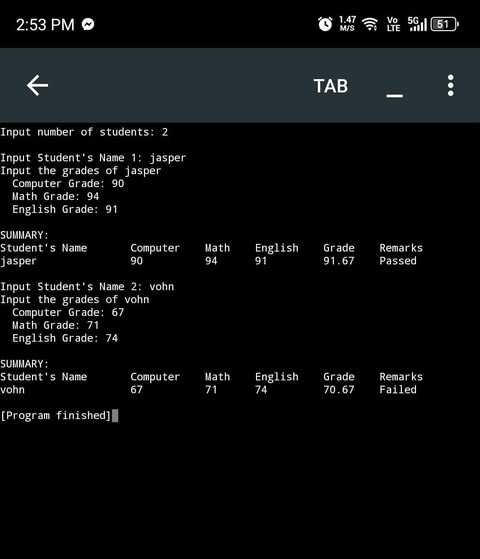 2:53 PM 1.47 M/S Vo LTE 5G 51
TAB
Input number of students: 2
Input Student's Name 1: jasper
Input the grades of jasper
Computer Grade: 90
Math Grade: 94
English Grade: 91
SUMMARY:
Student's Name Computer Math English Grade Remarks
jasper 90 94 91 91.67 Passed
Input Student's Name 2: vohn
Input the grades of vohn
Computer Grade: 67
Math Grade: 71
English Grade: 74
SUMMARY:
Student's Name Computer Math English Grade Remarks
vohn 67 71 74 70.67 Failed
[Program finished]